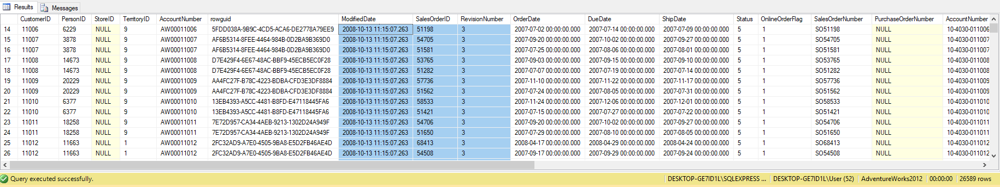 Results Messages
CustomerID PersonID StoreID TerritoryID AccountNumber rowguid ModifiedDate SalesOrderID RevisionNumber OrderDate DueDate ShipDate Status OnlineOrderFlag SalesOrderNumber PurchaseOrderNumber AccountNumber
14 11006 6229 NULL 9 AW00011006 5FDD038A-9B9C-4CD5-ACA6-DE2778A79EE9 2008-10-13 11:15:07.263 51198 3 2007-07-02 00:00:00.000 2007-07-14 00:00:00.000 2007-07-09 00:00:00.000 5 1 SO51198 NULL 10-4030-011006
15 11007 3878 NULL 9 AW00011007 AF6B5314-8FEE-4464-984B-0D2BA9B369D0 2008-10-13 11:15:07.263 54705 3 2007-09-20 00:00:00.000 2007-10-02 00:00:00.000 2007-09-27 00:00:00.000 5 1 SO54705 NULL 10-4030-011007
16 11007 3878 NULL 9 AW00011007 AF6B5314-8FEE-4464-984B-0D2BA9B369D0 2008-10-13 11:15:07.263 51581 3 2007-07-25 00:00:00.000 2007-08-06 00:00:00.000 2007-08-01 00:00:00.000 5 1 SO51581 NULL 10-4030-011007
17 11008 14673 NULL 9 AW00011008 D7E429F4-6E67-48AC-BBF9-45ECB5EC0F28 2008-10-13 11:15:07.263 53765 3 2007-09-03 00:00:00.000 2007-09-15 00:00:00.000 2007-09-10 00:00:00.000 5 1 SO53765 NULL 10-4030-011008
18 11008 14673 NULL 9 AW00011008 D7E429F4-6E67-48AC-BBF9-45ECB5EC0F28 2008-10-13 11:15:07.263 51282 3 2007-07-07 00:00:00.000 2007-07-19 00:00:00.000 2007-07-14 00:00:00.000 5 1 SO51282 NULL 10-4030-011008
19 11009 20229 NULL 9 AW00011009 AA4FC27F-B78C-4223-BDBA-CFD3E3DF8884 2008-10-13 11:15:07.263 57736 3 2007-11-10 00:00:00.000 2007-11-22 00:00:00.000 2007-11-17 00:00:00.000 5 1 SO57736 NULL 10-4030-011009
20 11009 20229 NULL 9 AW00011009 AA4FC27F-B78C-4223-BDBA-CFD3E3DF8884 2008-10-13 11:15:07.263 51562 3 2007-07-24 00:00:00.000 2007-08-05 00:00:00.000 2007-07-31 00:00:00.000 5 1 SO51562 NULL 10-4030-011009
21 11010 6377 NULL 9 AW00011010 13EB4393-A5CC-4481-B8FD-E47118445FA6 2008-10-13 11:15:07.263 58533 3 2007-11-24 00:00:00.000 2007-12-06 00:00:00.000 2007-12-01 00:00:00.000 5 1 SO58533 NULL 10-4030-011010
22 11010 6377 NULL 9 AW00011010 13EB4393-A5CC-4481-B8FD-E47118445FA6 2008-10-13 11:15:07.263 51421 3 2007-07-15 00:00:00.000 2007-07-27 00:00:00.000 2007-07-22 00:00:00.000 5 1 SO51421 NULL 10-4030-011010
23 11011 18258 NULL 9 AW00011011 7E72D957-CA34-4AEB-9213-1302D24A949F 2008-10-13 11:15:07.263 54706 3 2007-09-20 00:00:00.000 2007-10-02 00:00:00.000 2007-09-27 00:00:00.000 5 1 SO54706 NULL 10-4030-011011
24 11011 18258 NULL 9 AW00011011 7E72D957-CA34-4AEB-9213-1302D24A949F 2008-10-13 11:15:07.263 51650 3 2007-07-29 00:00:00.000 2007-08-10 00:00:00.000 2007-08-05 00:00:00.000 5 1 SO51650 NULL 10-4030-011011
25 11012 11663 NULL 1 AW00011012 2FC32AD9-A7E0-4505-9BA8-E5D2FB46AE4D 2008-10-13 11:15:07.263 68413 3 2008-04-17 00:00:00.000 2008-04-29 00:00:00.000 2008-04-24 00:00:00.000 5 1 SO68413 NULL 10-4030-011012
26 11012 11663 NULL 1 AW00011012 2FC32AD9-A7E0-4505-9BA8-E5D2FB46AE4D 2008-10-13 11:15:07.263 54508 3 2007-09-17 00:00:00.000 2007-09-29 00:00:00.000 2007-09-24 00:00:00.000 5 1 SO54508 NULL 10-4030-011012
Query executed successfully. DESKTOP-GE7ID1L\SQLEXPRESS ... DESKTOP-GE7ID1L\User (52) AdventureWorks2012 00:00:00 26589 rows